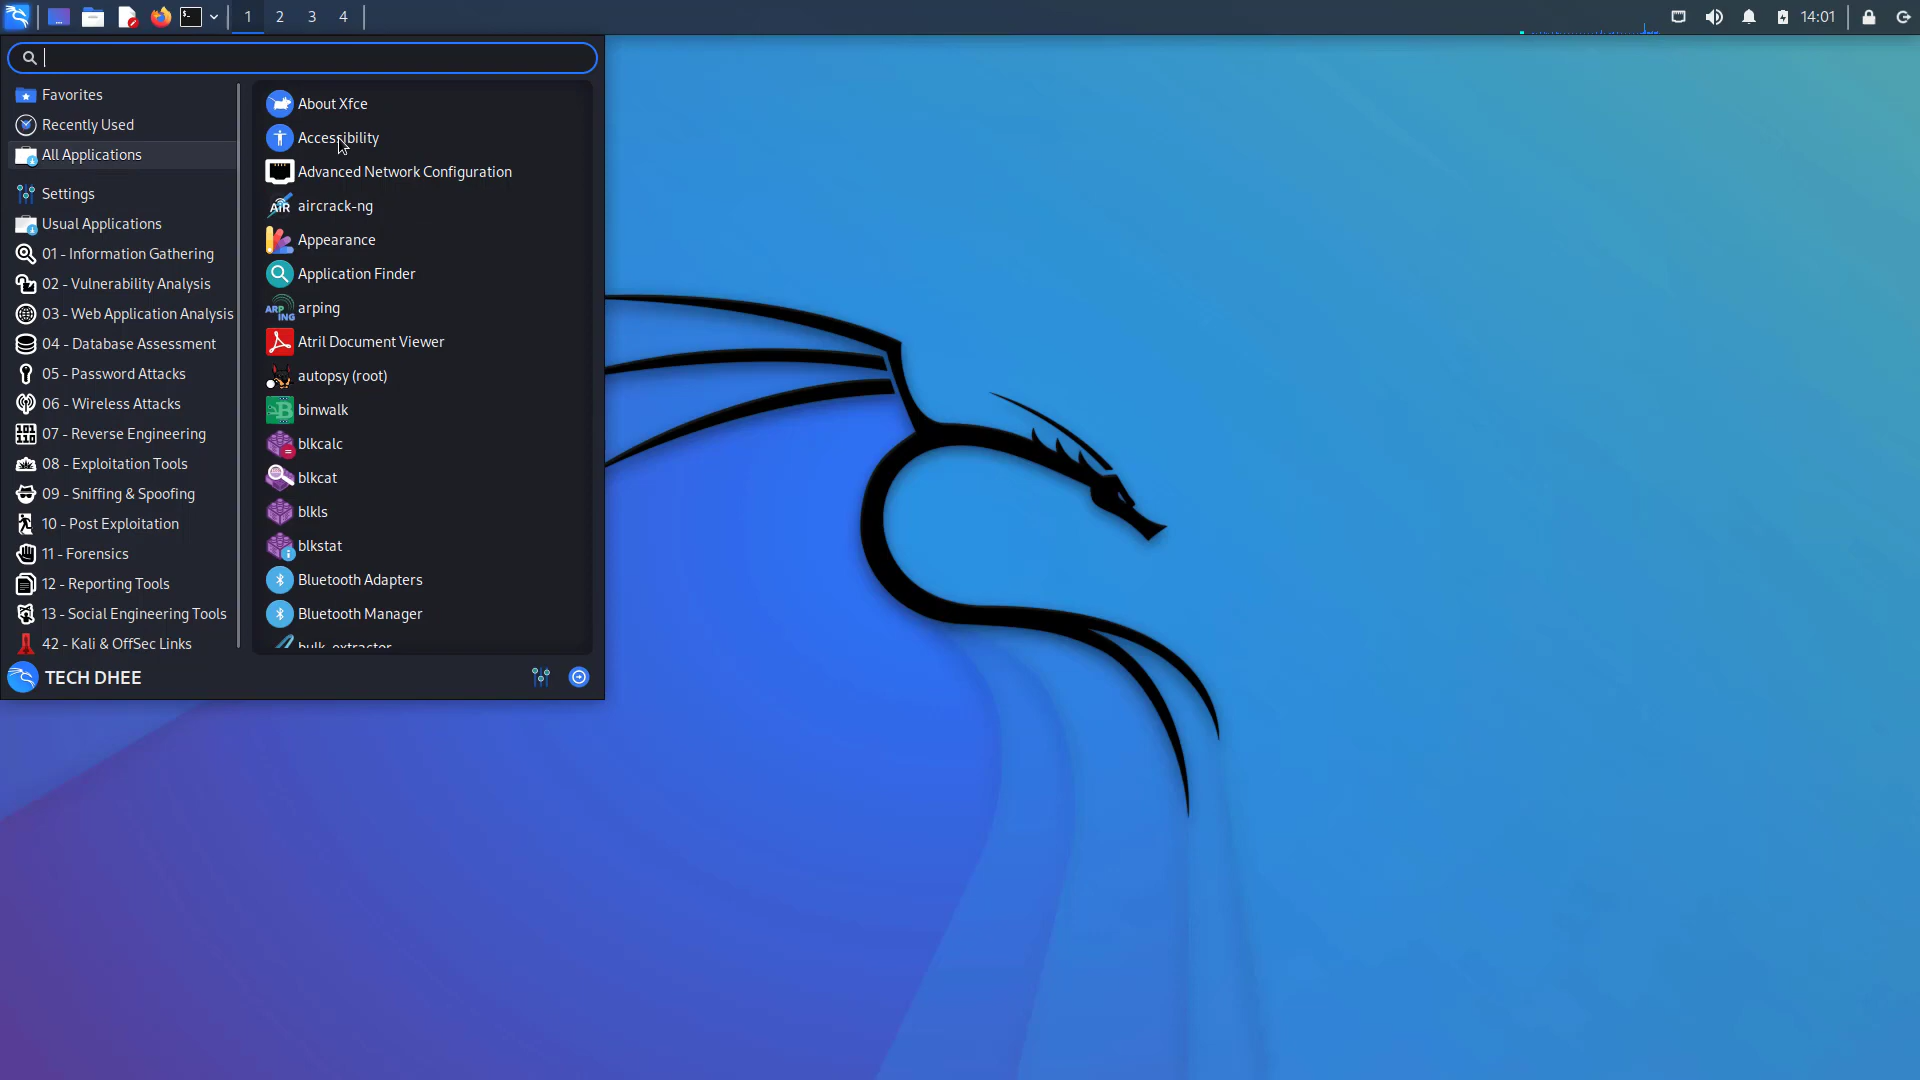 1 2 3 4
14:01
Favorites
Recently Used
All Applications
Settings
Usual Applications
01 - Information Gathering
02 - Vulnerability Analysis
03 - Web Application Analysis
04 - Database Assessment
05 - Password Attacks
06 - Wireless Attacks
07 - Reverse Engineering
08 - Exploitation Tools
09 - Sniffing & Spoofing
10 - Post Exploitation
11 - Forensics
12 - Reporting Tools
13 - Social Engineering Tools
42 - Kali & OffSec Links
About Xfce
Accessibility
Advanced Network Configuration
aircrack-ng
Appearance
Application Finder
arping
Atril Document Viewer
autopsy (root)
binwalk
blkcalc
blkcat
blkls
blkstat
Bluetooth Adapters
Bluetooth Manager
bulk_extractor
TECH DHEE